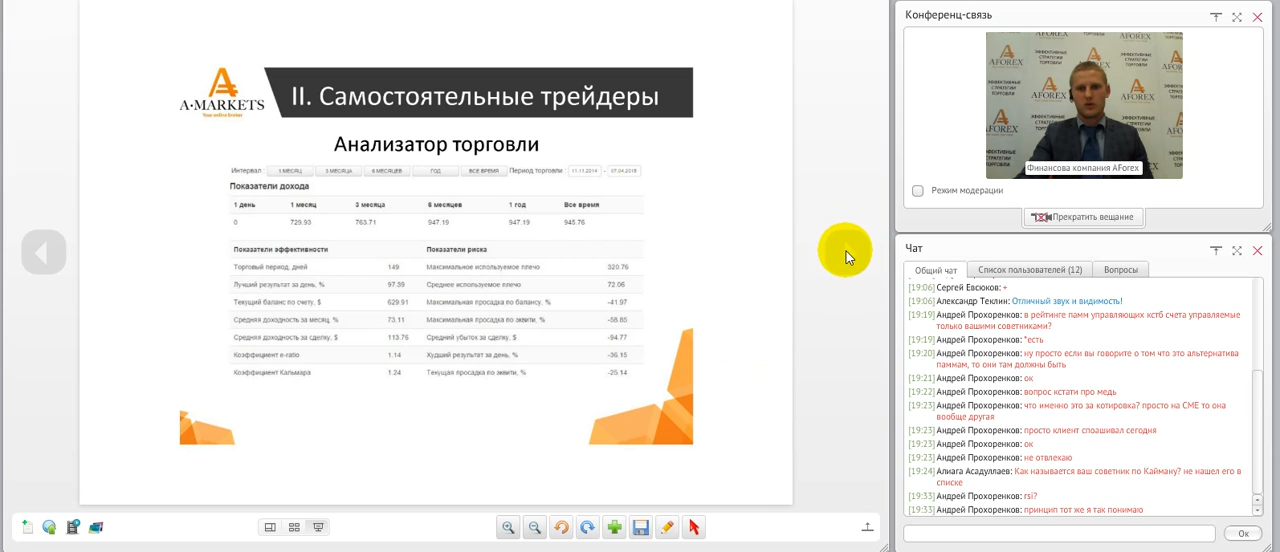 A·MARKETS
Your online broker
II. Самостоятельные трейдеры
Анализатор торговли
Интервал 1 МЕСЯЦ 3 МЕСЯЦА 6 МЕСЯЦЕВ ГОД ВСЕ ВРЕМЯ Период торговли 11.11.2014 - 07.04.2015
Показатели дохода
1 день 1 месяц 3 месяца 6 месяцев 1 год Все время
0 729.93 763.71 947.19 947.19 945.76
Показатели эффективности Показатели риска
Торговый период, дней 149 Максимальное используемое плечо 320.76
Лучший результат за день, % 97.39 Среднее используемое плечо 72.06
Текущий баланс по счету, $ 629.91 Максимальная просадка по балансу, % -41.97
Средняя доходность за месяц, % 73.11 Максимальная просадка по эквити, % -58.85
Средняя доходность за сделку, $ 113.76 Средний убыток за сделку, $ -94.77
Коэффициент e-ratio 1.14 Худший результат за день, % -36.15
Коэффициент Кальмара 1.24 Текущая просадка по эквити, % -25.14
Конференц-связь
AFOREX
ЭФФЕКТИВНЫЕ СТРАТЕГИИ ТОРГОВЛИ
Финансова компания AForex
Режим модерации
Прекратить вещание
Чат
Общий чат Список пользователей (12) Вопросы
[19:06] Сергей Евсюков: +
[19:06] Александр Теклин: Отличный звук и видимость!
[19:19] Андрей Прохоренков: в рейтинге памм управляющих кстб счета управляемые
только вашими советниками?
[19:19] Андрей Прохоренков: *есть
[19:20] Андрей Прохоренков: ну просто если вы говорите о том что это альтернатива
паммам, то они там должны быть
[19:21] Андрей Прохоренков: ок
[19:22] Андрей Прохоренков: вопрос кстати про медь
[19:23] Андрей Прохоренков: что именно это за котировка? просто на СМЕ то она
вообще другая
[19:23] Андрей Прохоренков: просто клиент споашивал сегодня
[19:23] Андрей Прохоренков: ок
[19:23] Андрей Прохоренков: не отвлекаю
[19:24] Алиага Асадуллаев: Как называется ваш советник по Кайману? не нашел его в
списке
[19:33] Андрей Прохоренков: rsi?
[19:33] Андрей Прохоренков: принцип тот же я так понимаю
Ок